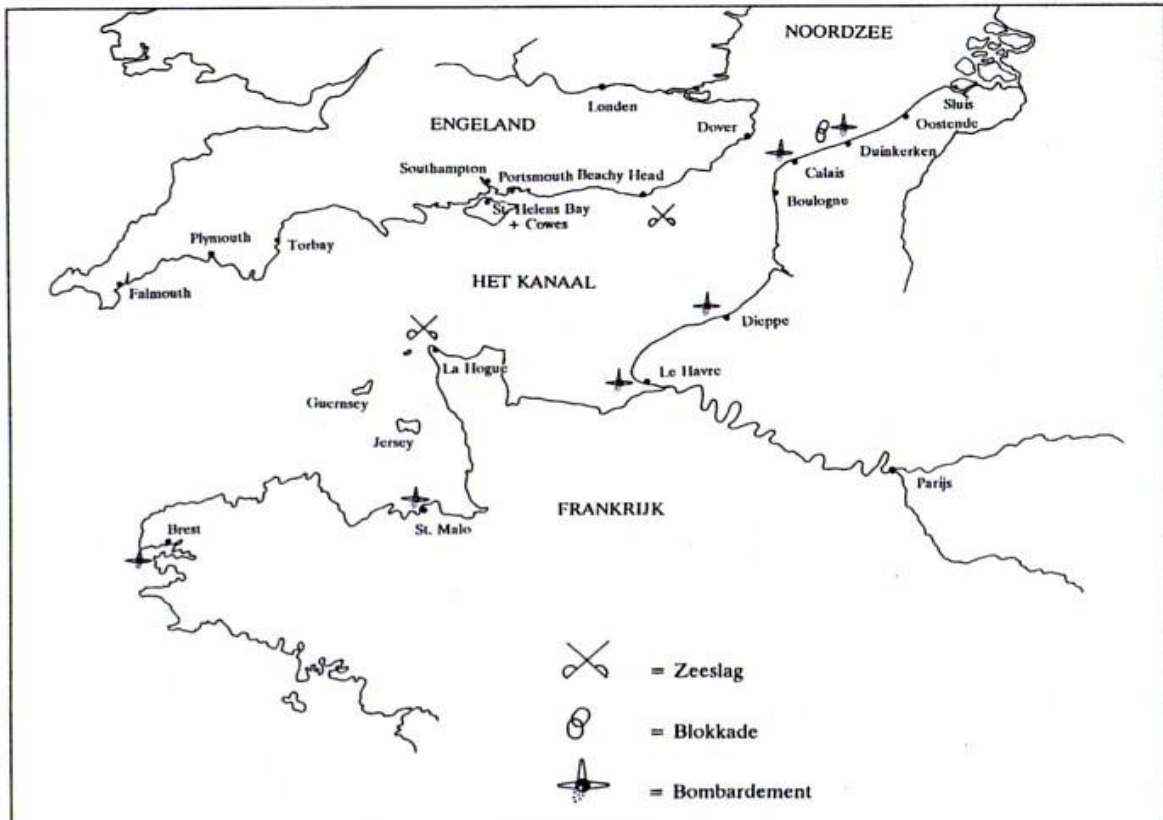 NOORDZEE
Londen
Sluis
Oostende
ENGELAND
Dover
Duinkerken
Calais
Southampton
Portsmouth
Beachy Head
Boulogne
St. Helens Bay
+ Cowes
Plymouth
Torbay
Falmouth
HET KANAAL
Dieppe
La Hogue
Le Havre
Guernsey
Jersey
Parijs
FRANKRIJK
St. Malo
Brest
= Zeeslag
= Blokkade
= Bombardement